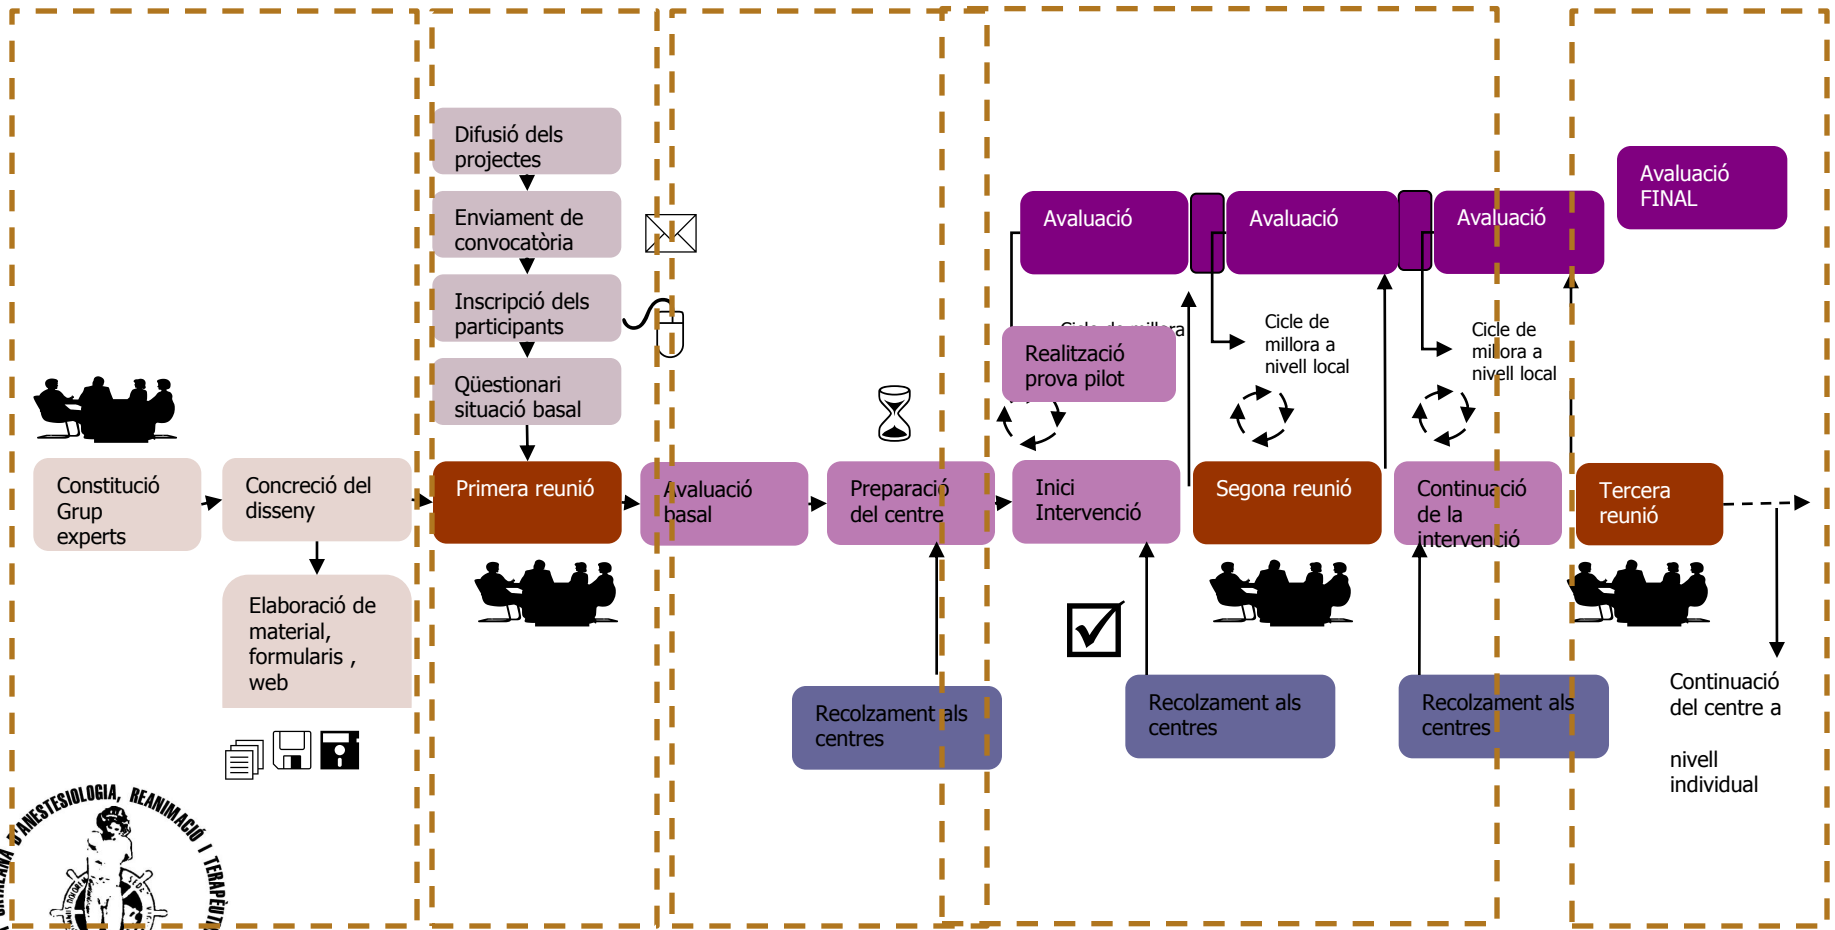 Difusió dels
projectes
Enviament de
convocatòria
Inscripció dels
participants
Qüestionari
situació basal
Constitució
Grup
experts
Concreció del
disseny
Elaboració de
material,
formularis ,
web
Primera reunió
Avaluació
basal
Preparació
del centre
Recolzament als
centres
Avaluació
Realització
prova pilot
Inici
Intervenció
Recolzament als
centres
Avaluació
Cicle de
millora a
nivell local
Segona reunió
Avaluació
Cicle de
millora a
nivell local
Continuació
de la
intervenció
Recolzament als
centres
Avaluació
FINAL
Tercera
reunió
Continuació
del centre a
nivell
individual
CATALANA D'ANESTESIOLOGIA, REANIMACIÓ I